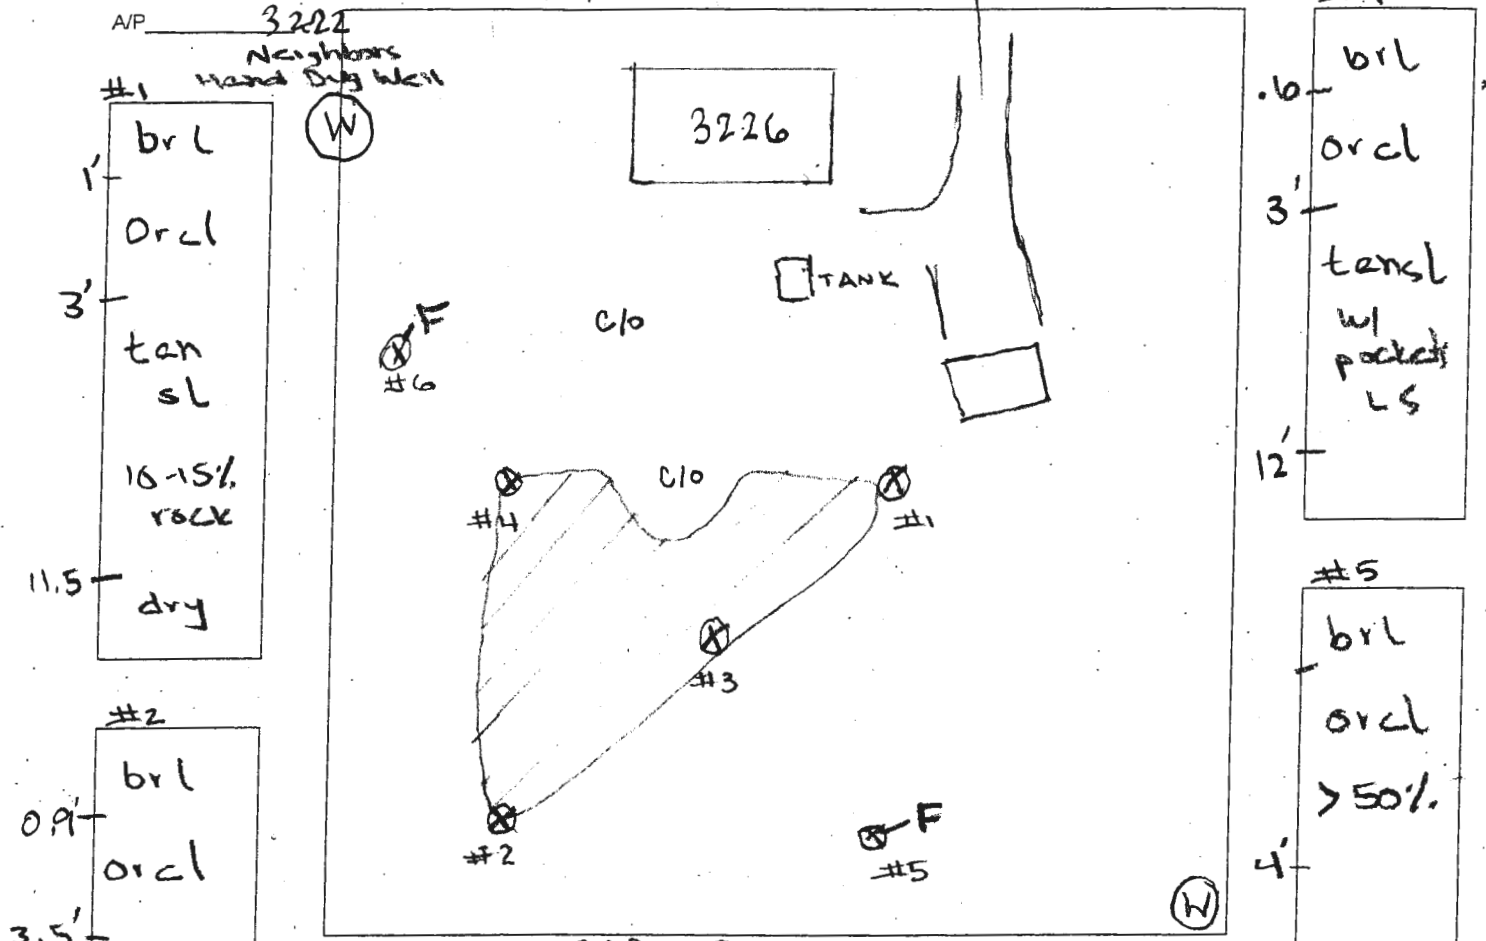 A/P 3222
Neighbors
Hand Dug Well
W
#1
brl
1'
Orcl
3'
tan
sl
10-15%
rock
11.5
dry
#2
brl
0.9'
orcl
3.5'
3226
TANK
C/O
F
#6
C/O
#4
#1
#3
#2
F
#5
W
brl
.6
orcl
3'
tansl
w/
pockets
LS
12'
#5
brl
orcl
>50%
4'